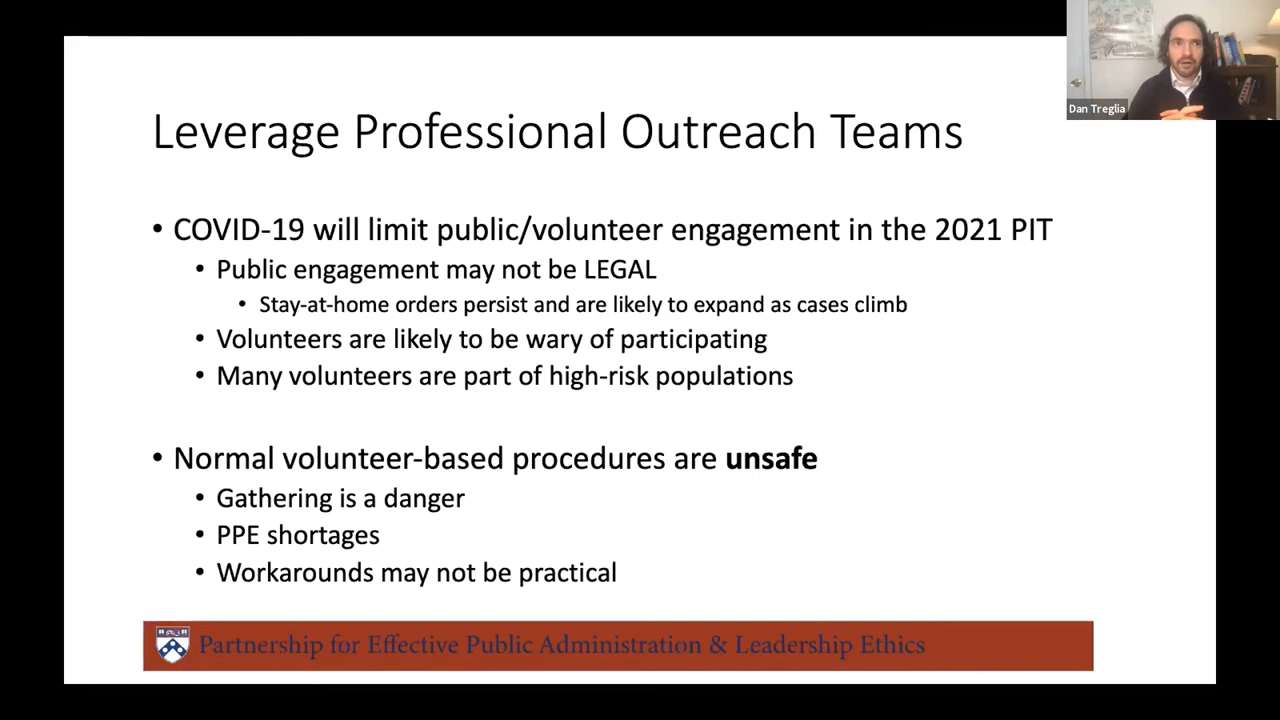 Dan Treglia
Leverage Professional Outreach Teams
• COVID-19 will limit public/volunteer engagement in the 2021 PIT
• Public engagement may not be LEGAL
• Stay-at-home orders persist and are likely to expand as cases climb
• Volunteers are likely to be wary of participating
• Many volunteers are part of high-risk populations
• Normal volunteer-based procedures are unsafe
• Gathering is a danger
• PPE shortages
• Workarounds may not be practical
Partnership for Effective Public Administration & Leadership Ethics